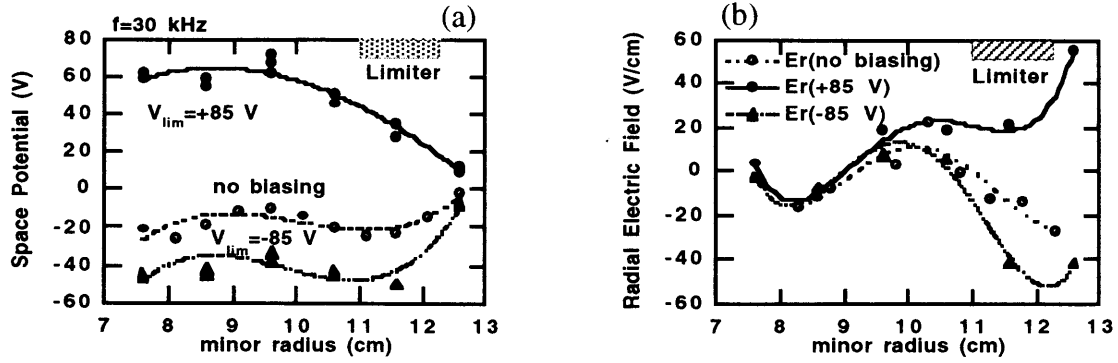 (a)
f=30 kHz
80
60
40
20
0
-20
-40
-60
Space Potential (V)
Limiter
Vlim=+85 V
no biasing
Vlim=-85 V
7 8 9 10 11 12 13
minor radius (cm)
(b)
60
40
20
0
-20
-40
-60
Radial Electric Field (V/cm)
Er(no biasing)
Er(+85 V)
Er(-85 V)
Limiter
7 8 9 10 11 12 13
minor radius (cm)